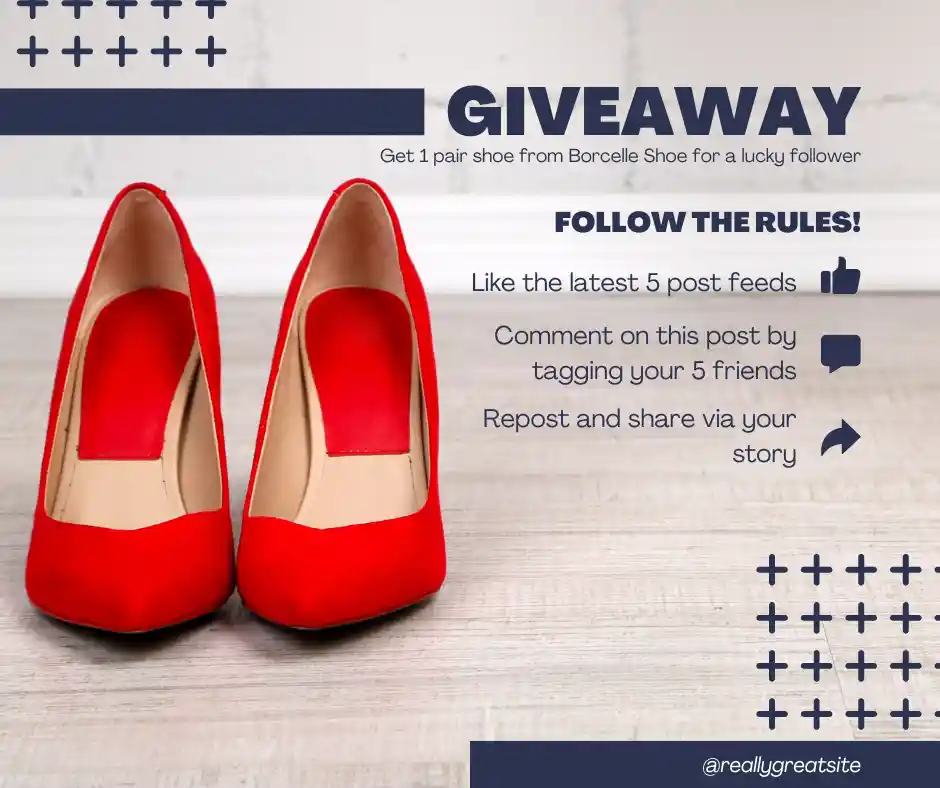 GIVEAWAY
Get 1 pair shoe from Borcelle Shoe for a lucky follower
FOLLOW THE RULES!
Like the latest 5 post feeds
Comment on this post by
tagging your 5 friends
Repost and share via your
story
@reallygreatsite